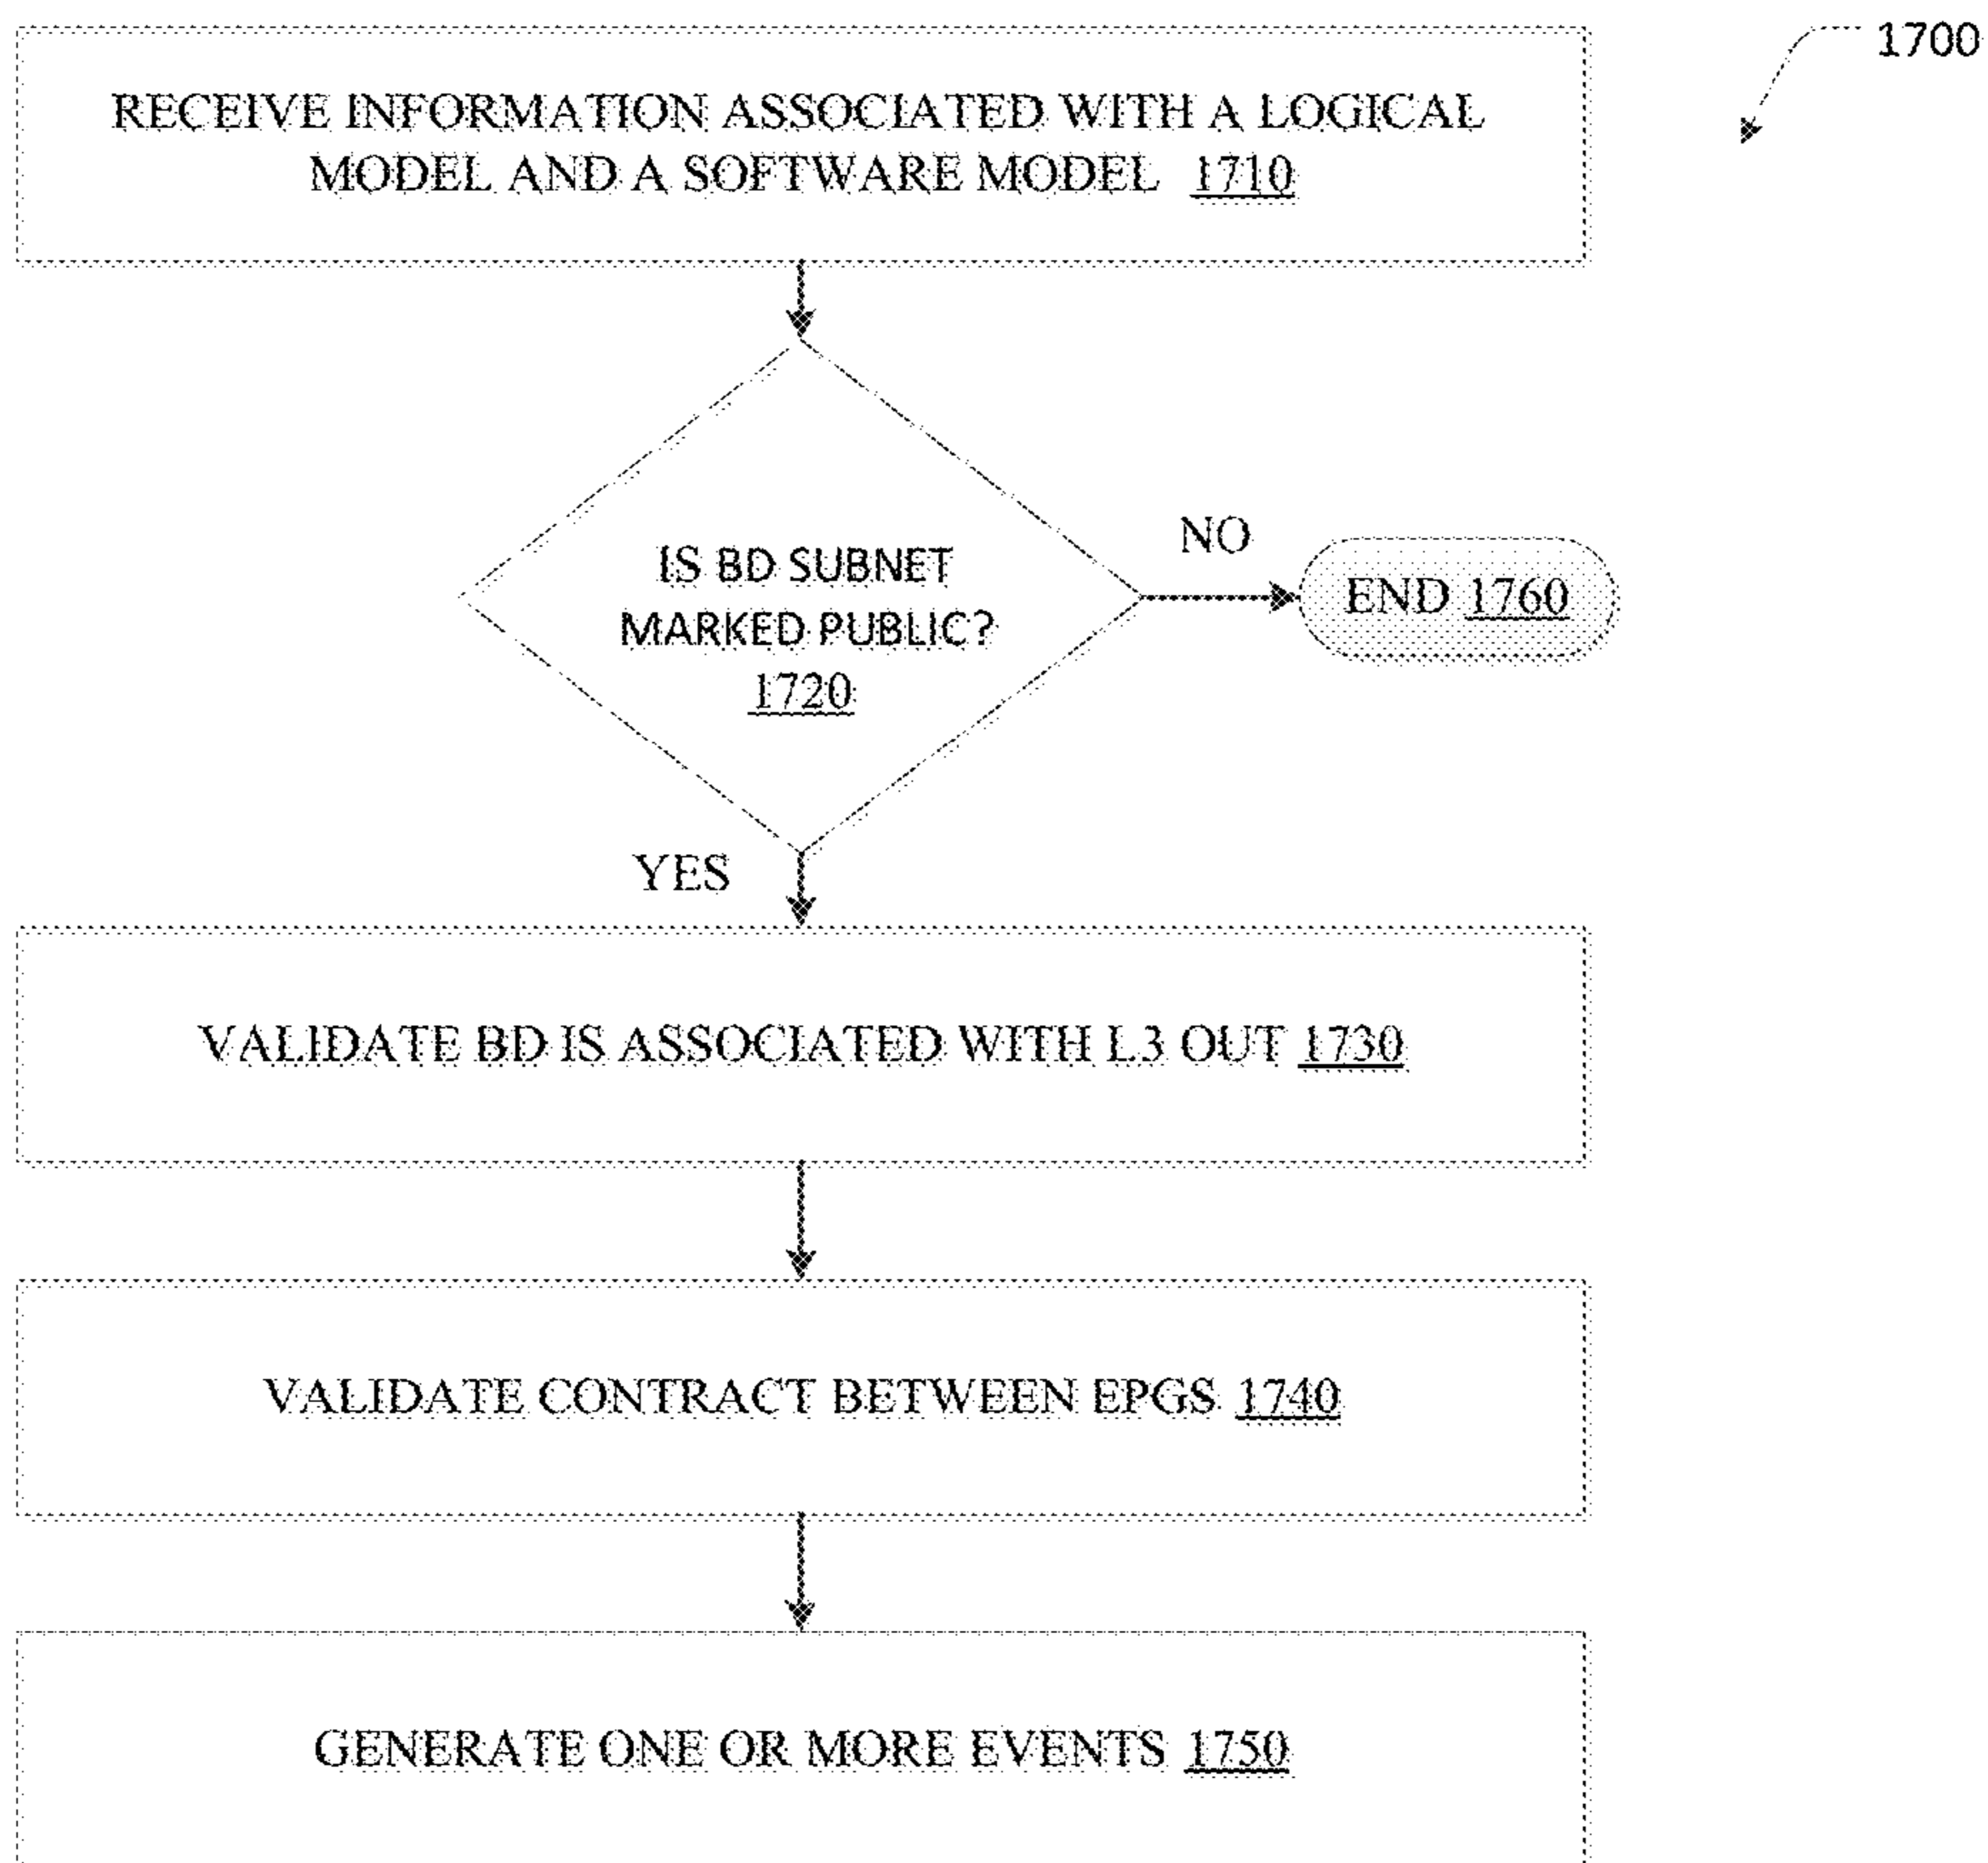 1700
RECEIVE INFORMATION ASSOCIATED WITH A LOGICAL
MODEL AND A SOFTWARE MODEL 1710
IS BD SUBNET
MARKED PUBLIC?
1720
NO
END 1760
YES
VALIDATE BD IS ASSOCIATED WITH L3 OUT 1730
VALIDATE CONTRACT BETWEEN EPGS 1740
GENERATE ONE OR MORE EVENTS 1750